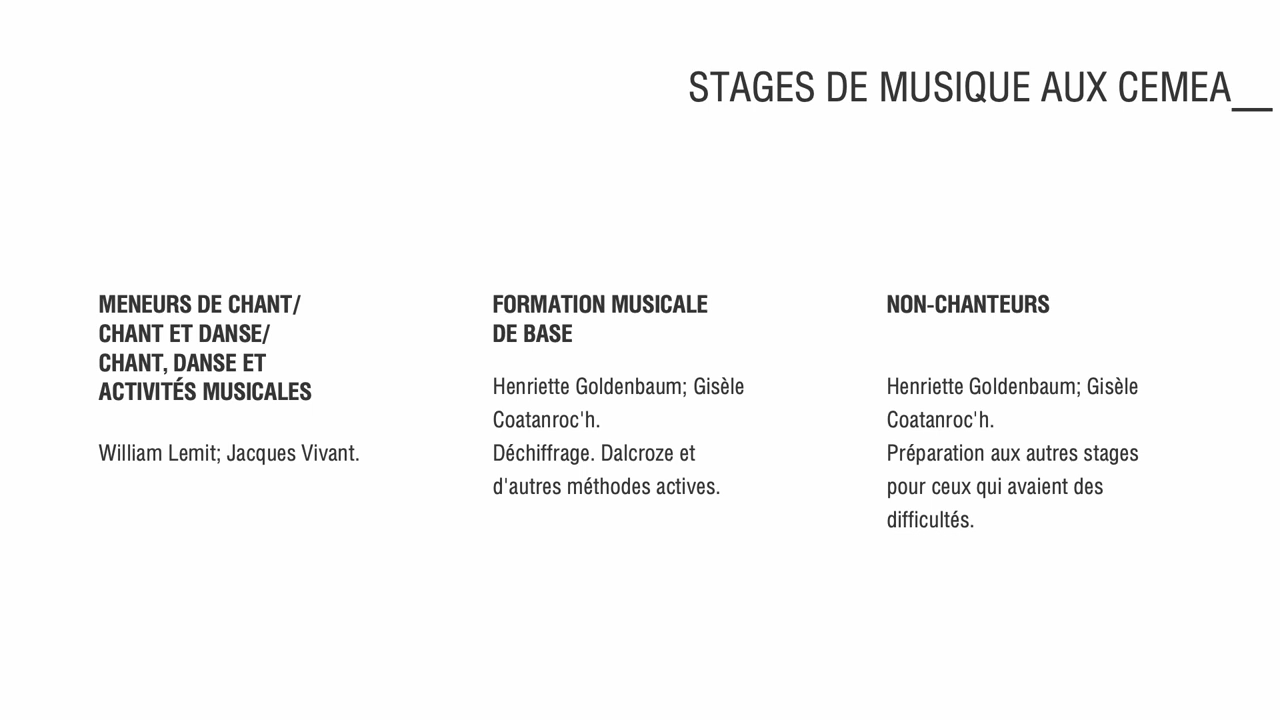 STAGES DE MUSIQUE AUX CEMEA__
MENEURS DE CHANT/
CHANT ET DANSE/
CHANT, DANSE ET
ACTIVITÉS MUSICALES
William Lemit; Jacques Vivant.
FORMATION MUSICALE
DE BASE
Henriette Goldenbaum; Gisèle
Coatanroc'h.
Déchiffrage. Dalcroze et
d'autres méthodes actives.
NON-CHANTEURS
Henriette Goldenbaum; Gisèle
Coatanroc'h.
Préparation aux autres stages
pour ceux qui avaient des
difficultés.